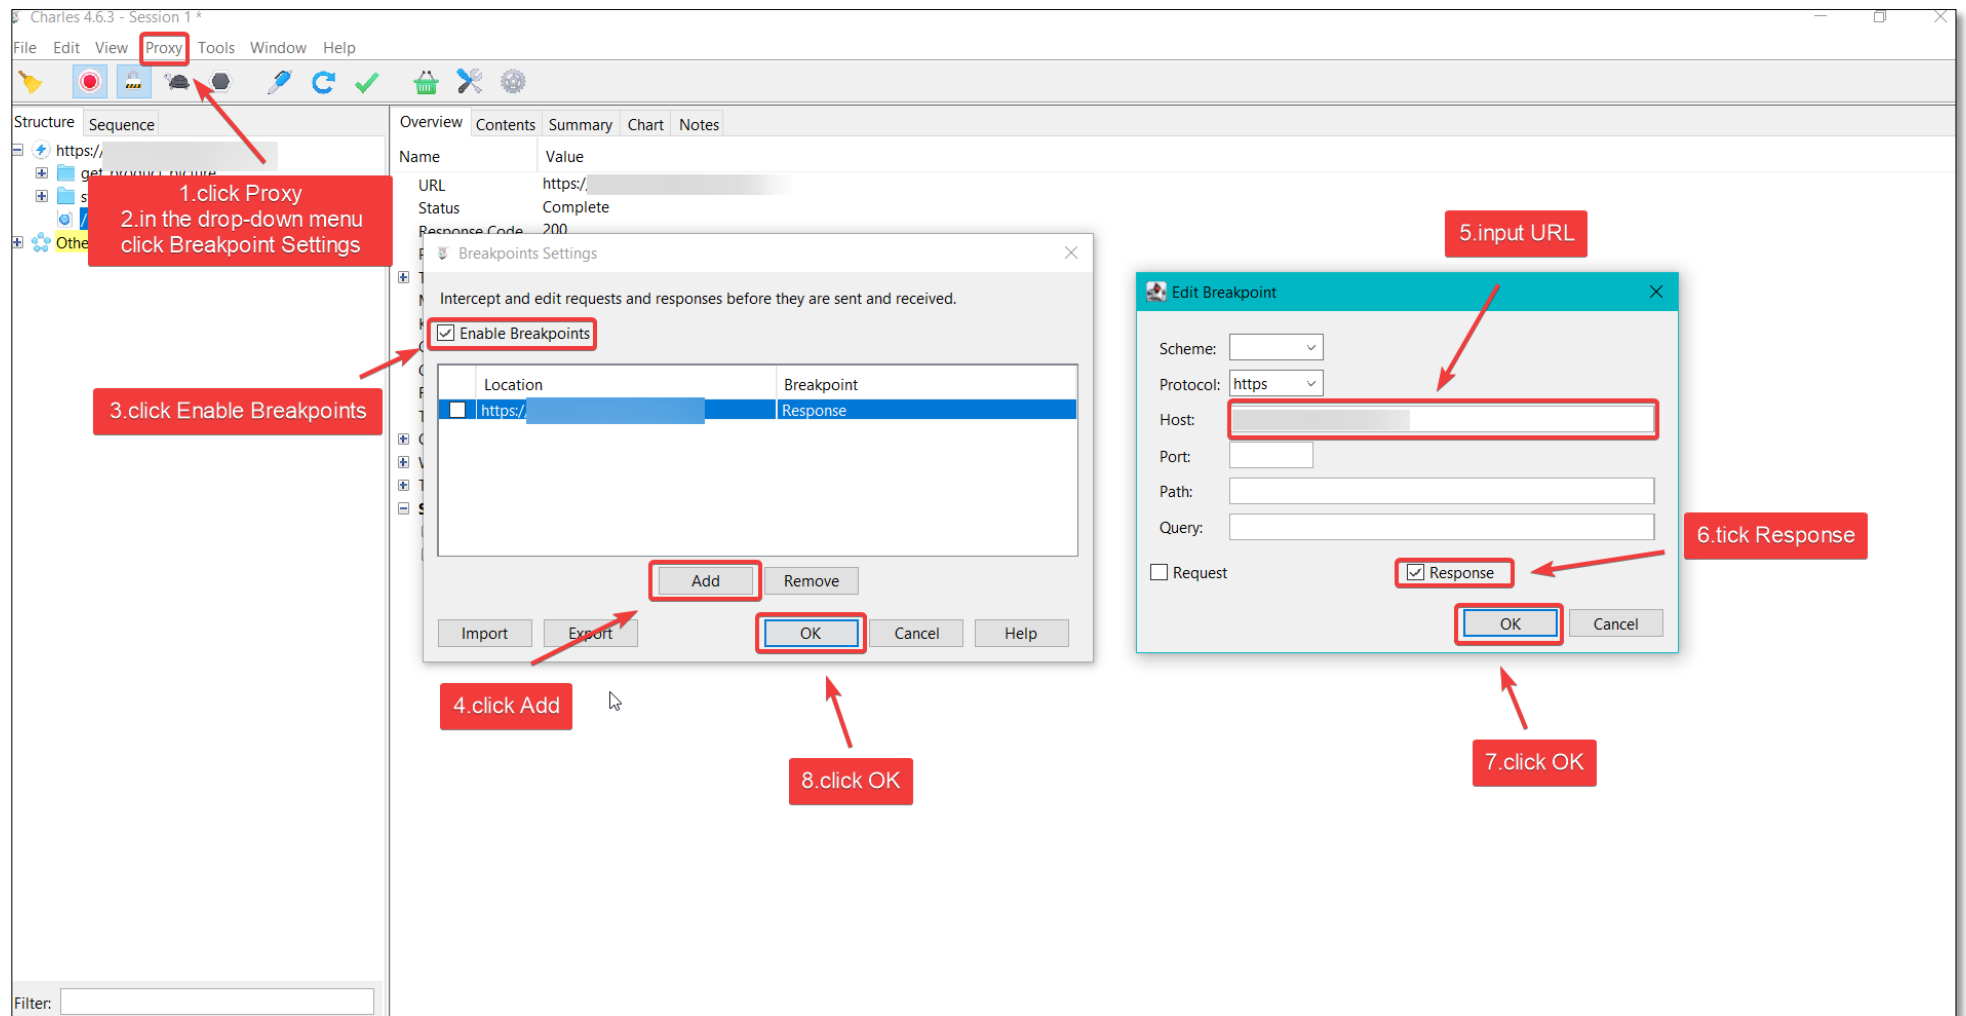 Charles 4.6.3 - Session 1 *
File Edit View Proxy Tools Window Help
Structure Sequence
https://
get_product_picture
Othe
Filter:
1.click Proxy
2.in the drop-down menu
click Breakpoint Settings
Overview Contents Summary Chart Notes
Name Value
URL https:/
Status Complete
Response Code 200
Breakpoints Settings
Intercept and edit requests and responses before they are sent and received.
Enable Breakpoints
3.click Enable Breakpoints
Location Breakpoint
https:/ Response
Add Remove
Import Export OK Cancel Help
4.click Add
8.click OK
5.input URL
Edit Breakpoint
Scheme:
Protocol: https
Host:
Port:
Path:
Query:
Request Response
6.tick Response
OK Cancel
7.click OK